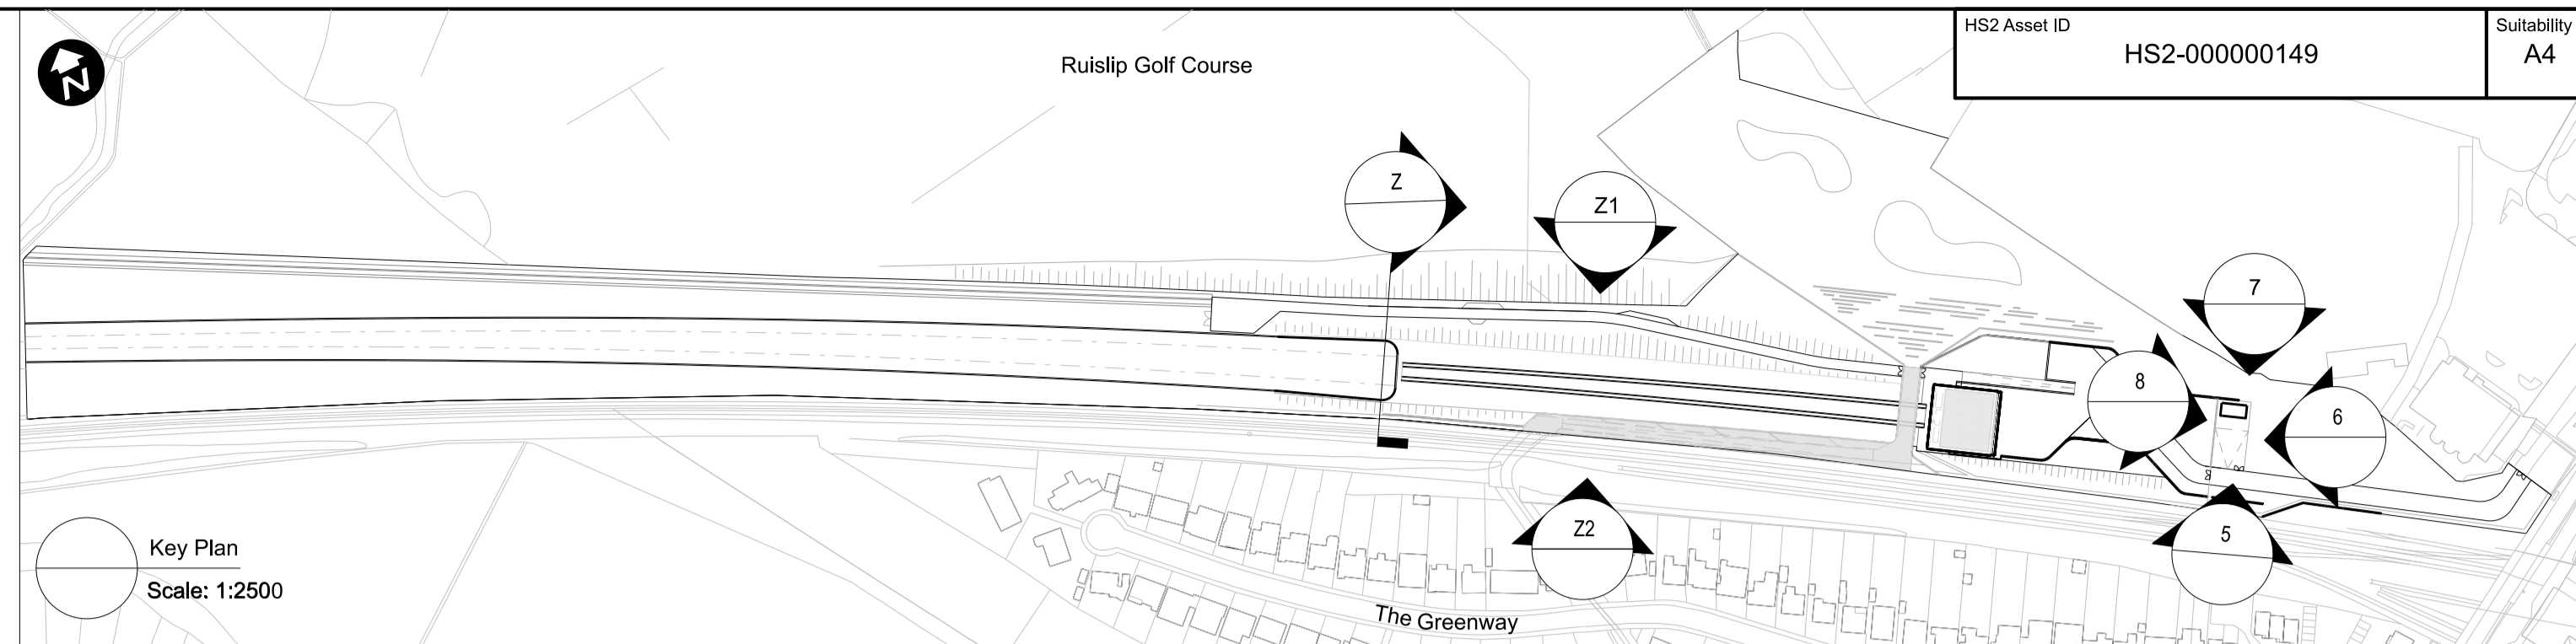 HS2 Asset ID
HS2-000000149
Suitability
A4
N
Ruislip Golf Course
Z
Z1
7
8
6
Z2
5
Key Plan
Scale: 1:2500
The Greenway